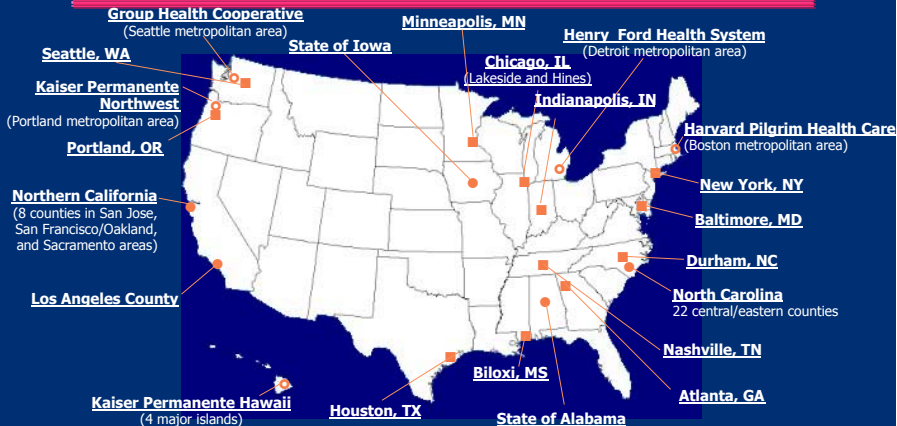 Group Health Cooperative
(Seattle metropolitan area)
Minneapolis, MN
Henry Ford Health System
(Detroit metropolitan area)
State of Iowa
Seattle, WA
Chicago, IL
(Lakeside and Hines)
Kaiser Permanente
Northwest
(Portland metropolitan area)
Indianapolis, IN
Portland, OR
Harvard Pilgrim Health Care
(Boston metropolitan area)
New York, NY
Northern California
(8 counties in San Jose,
San Francisco/Oakland,
and Sacramento areas)
Baltimore, MD
Durham, NC
Los Angeles County
North Carolina
22 central/eastern counties
Nashville, TN
Biloxi, MS
Atlanta, GA
Kaiser Permanente Hawaii
(4 major islands)
Houston, TX
State of Alabama